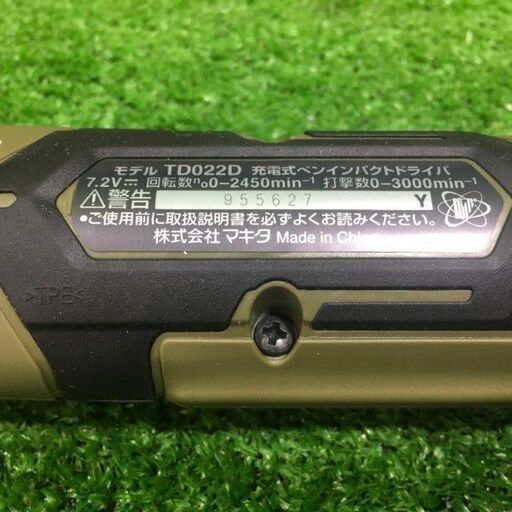 モデル TD022D 充電式ペンインパクトドライバ
7.2V⎓ 回転数n₀0-2450min⁻¹ 打撃数0-3000min⁻¹
⚠警告 955627 Y
●ご使用前に取扱説明書を必ずよくお読みください。
株式会社マキタ Made in China
>TPE<